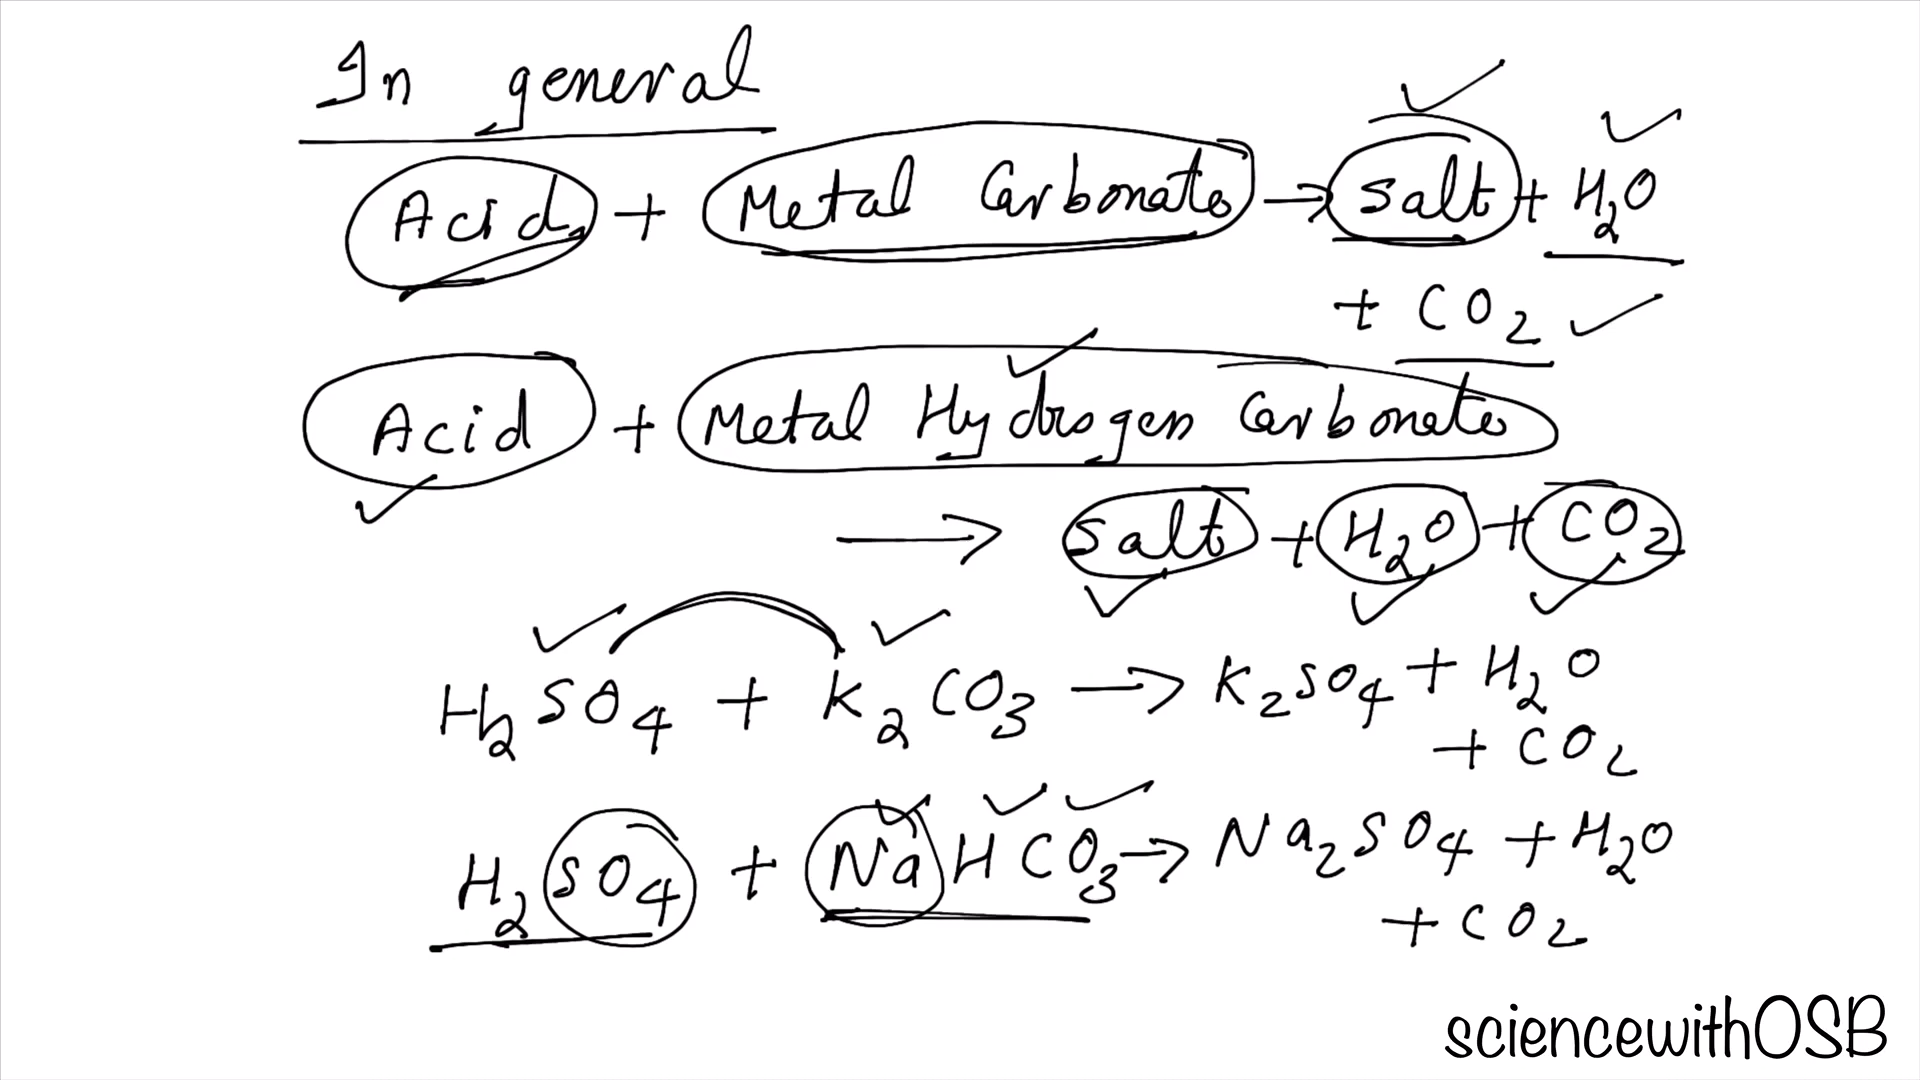 In general
Acid + Metal Carbonate → Salt + H₂O
+ CO₂
Acid + Metal Hydrogen Carbonate
→ Salt + H₂O + CO₂
H₂SO₄ + K₂CO₃ → K₂SO₄ + H₂O
+ CO₂
H₂SO₄ + NaHCO₃ → Na₂SO₄ + H₂O
+ CO₂
sciencewithOSB